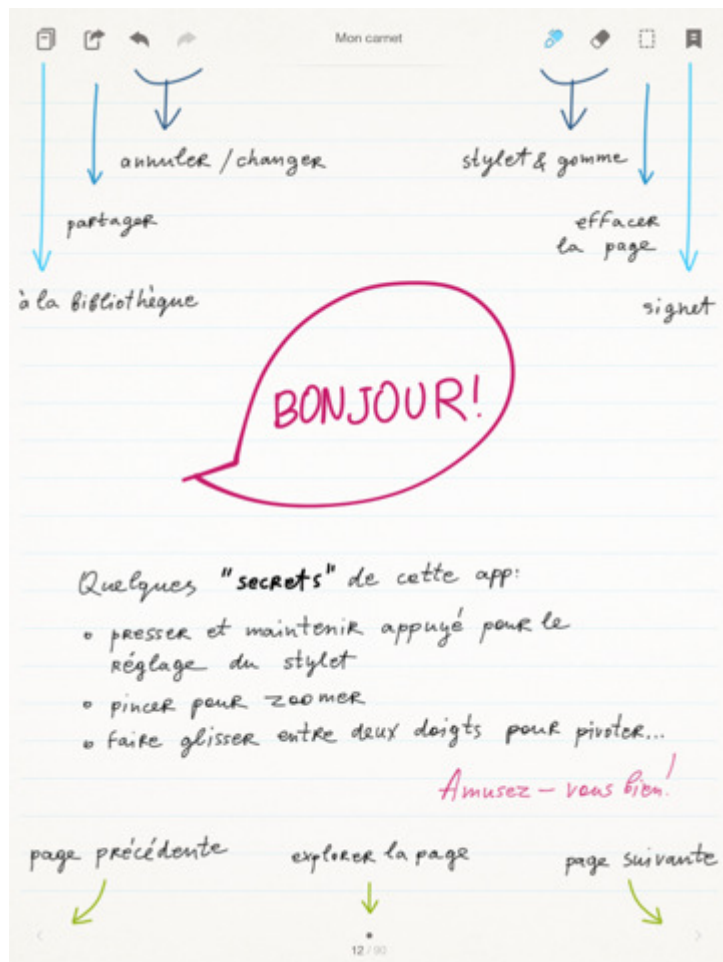 Mon carnet
annuler / changer
stylet & gomme
partager
effacer
la page
à la bibliothèque
signet
BONJOUR!
Quelques "secrets" de cette app:
• presser et maintenir appuyé pour le
réglage du stylet
• pincer pour zoomer
• faire glisser entre deux doigts pour pivoter...
Amusez-vous bien!
page précédente
explorer la page
page suivante
12 / 90